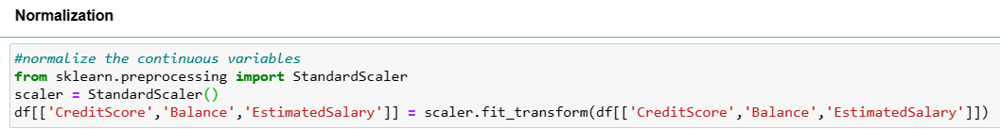 Normalization
#normalize the continuous variables
from sklearn.preprocessing import StandardScaler
scaler = StandardScaler()
df[['CreditScore','Balance','EstimatedSalary']] = scaler.fit_transform(df[['CreditScore','Balance','EstimatedSalary']])